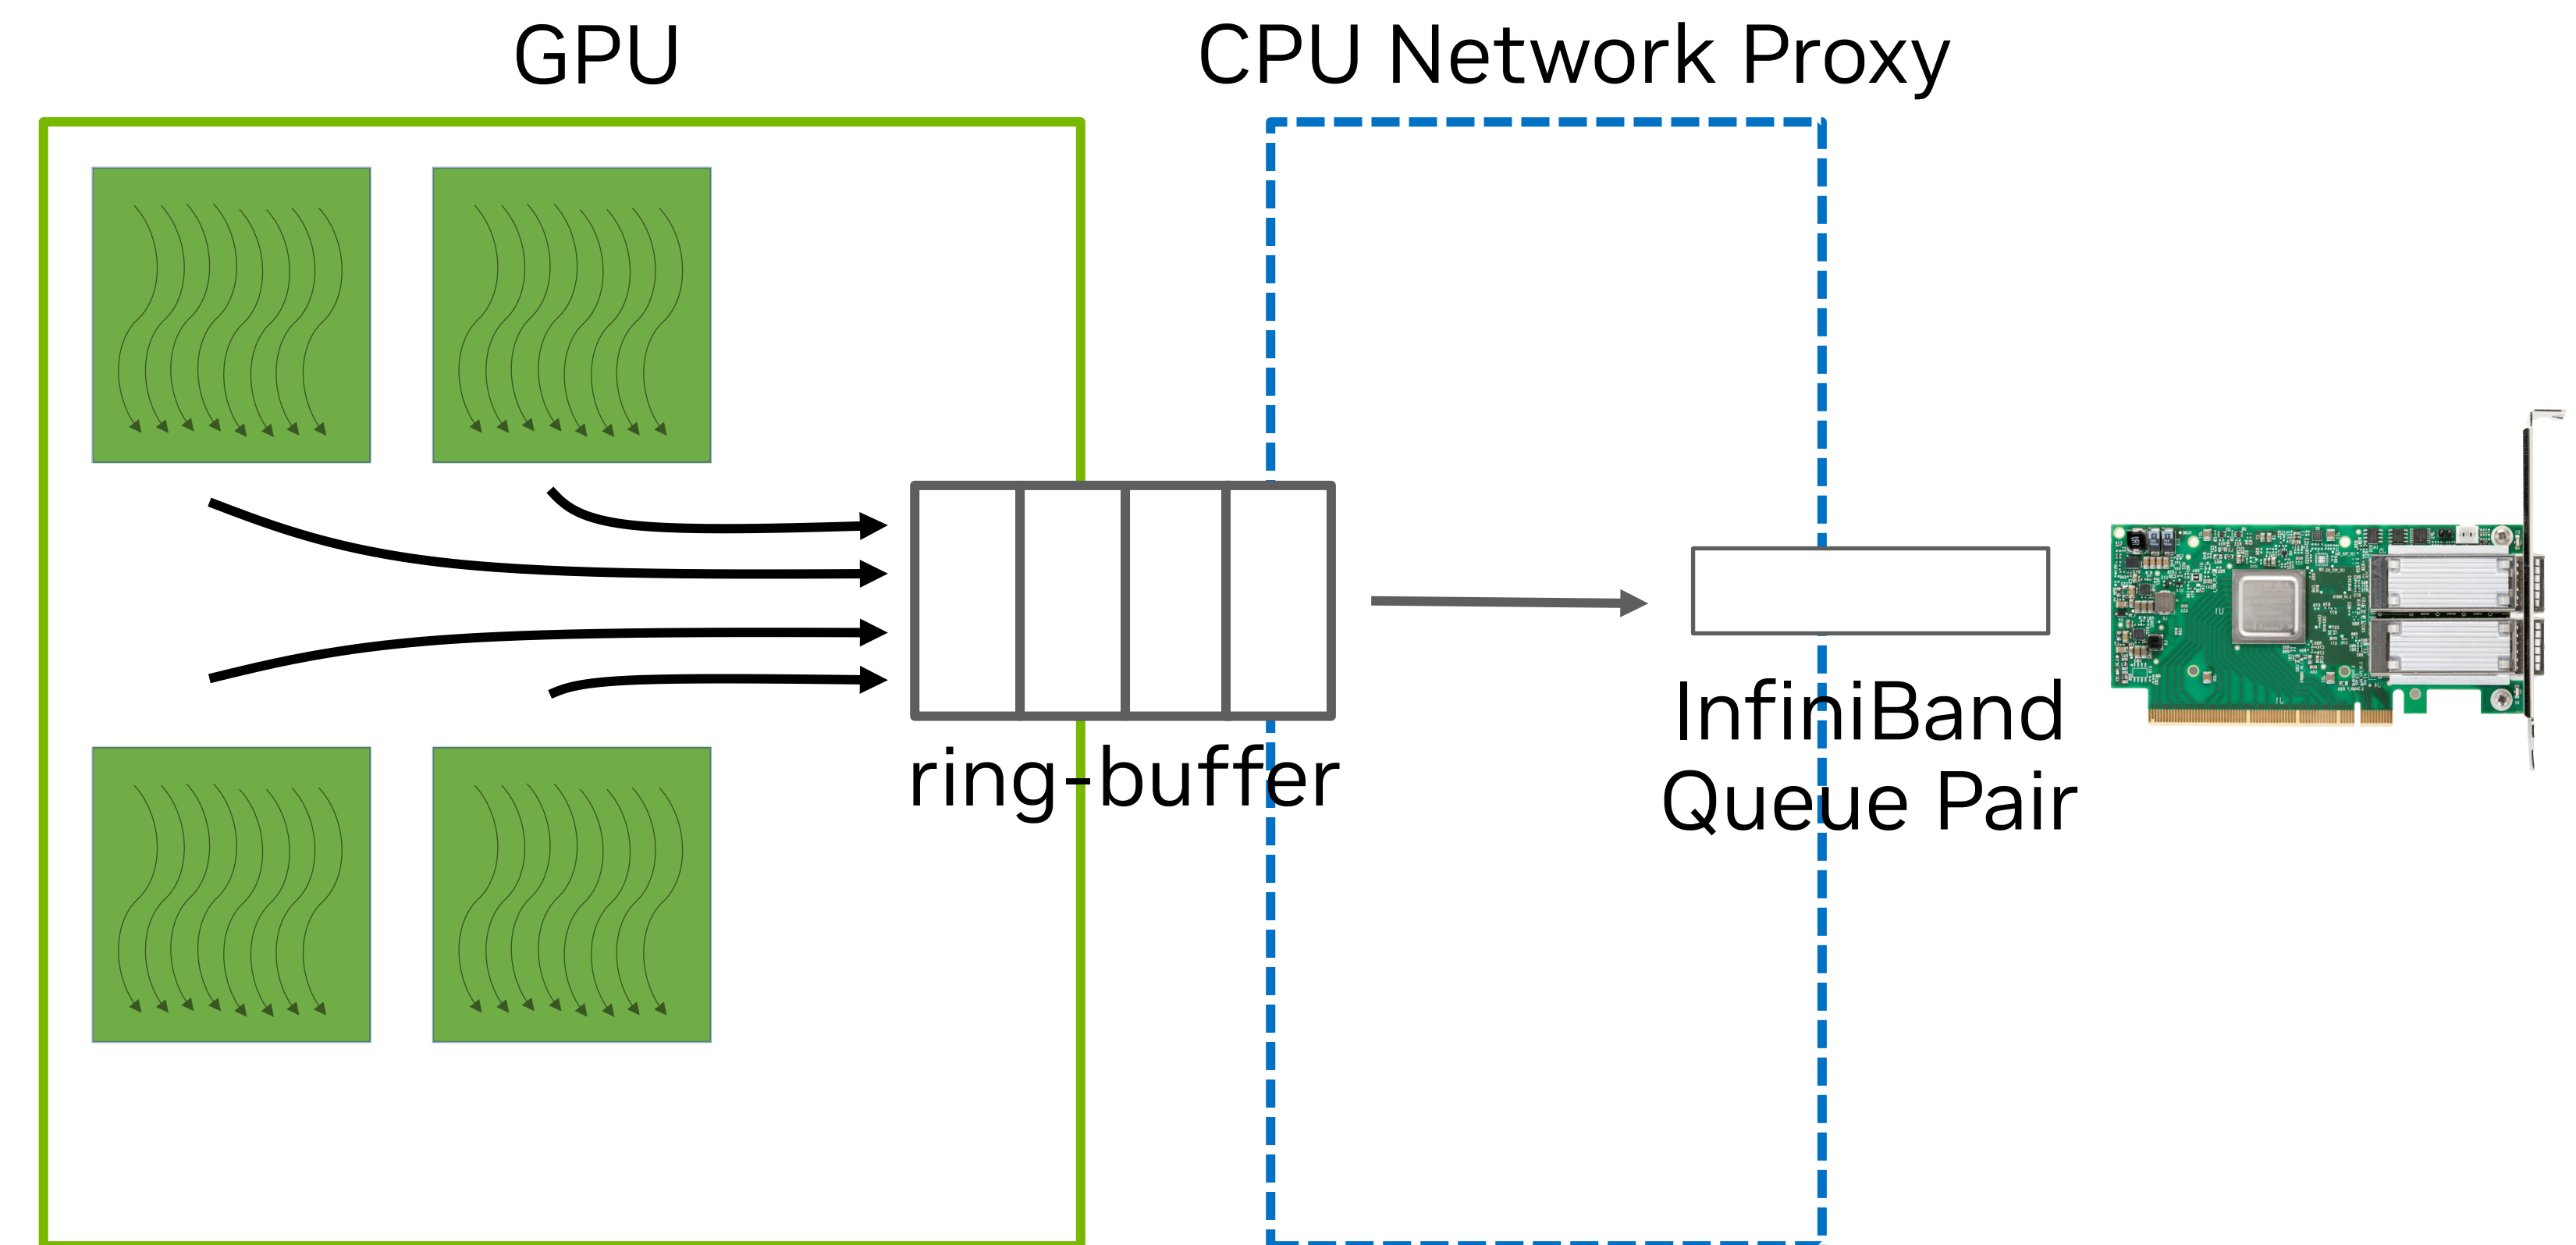 GPU
CPU Network Proxy
ring-buffer
InfiniBand
Queue Pair